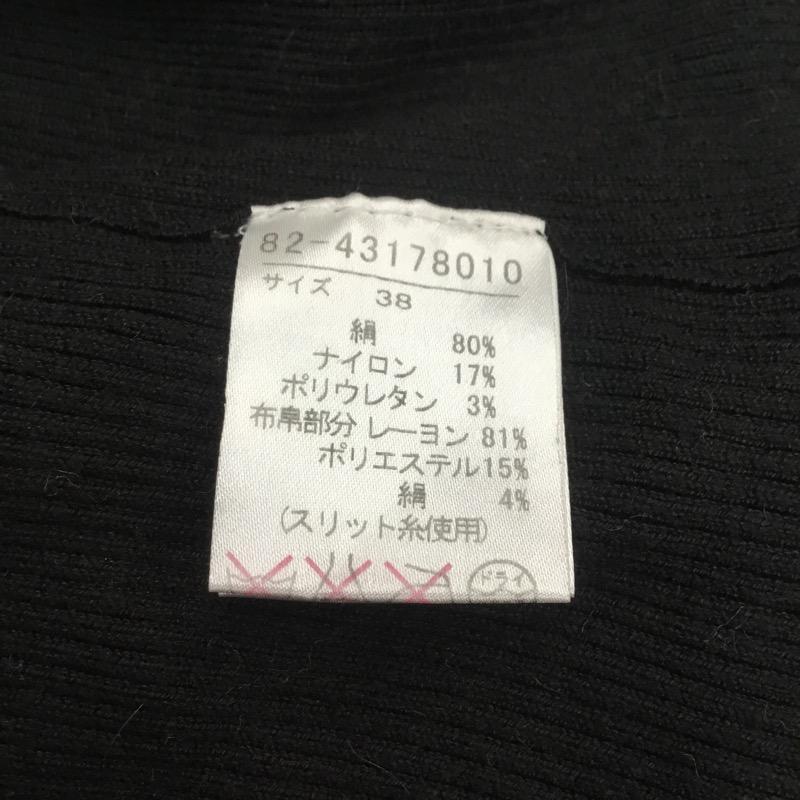 82-43178010
サイズ 38
絹 80%
ナイロン 17%
ポリウレタン 3%
布帛部分 レーヨン 81%
ポリエステル 15%
絹 4%
(スリット糸使用)
ドライ